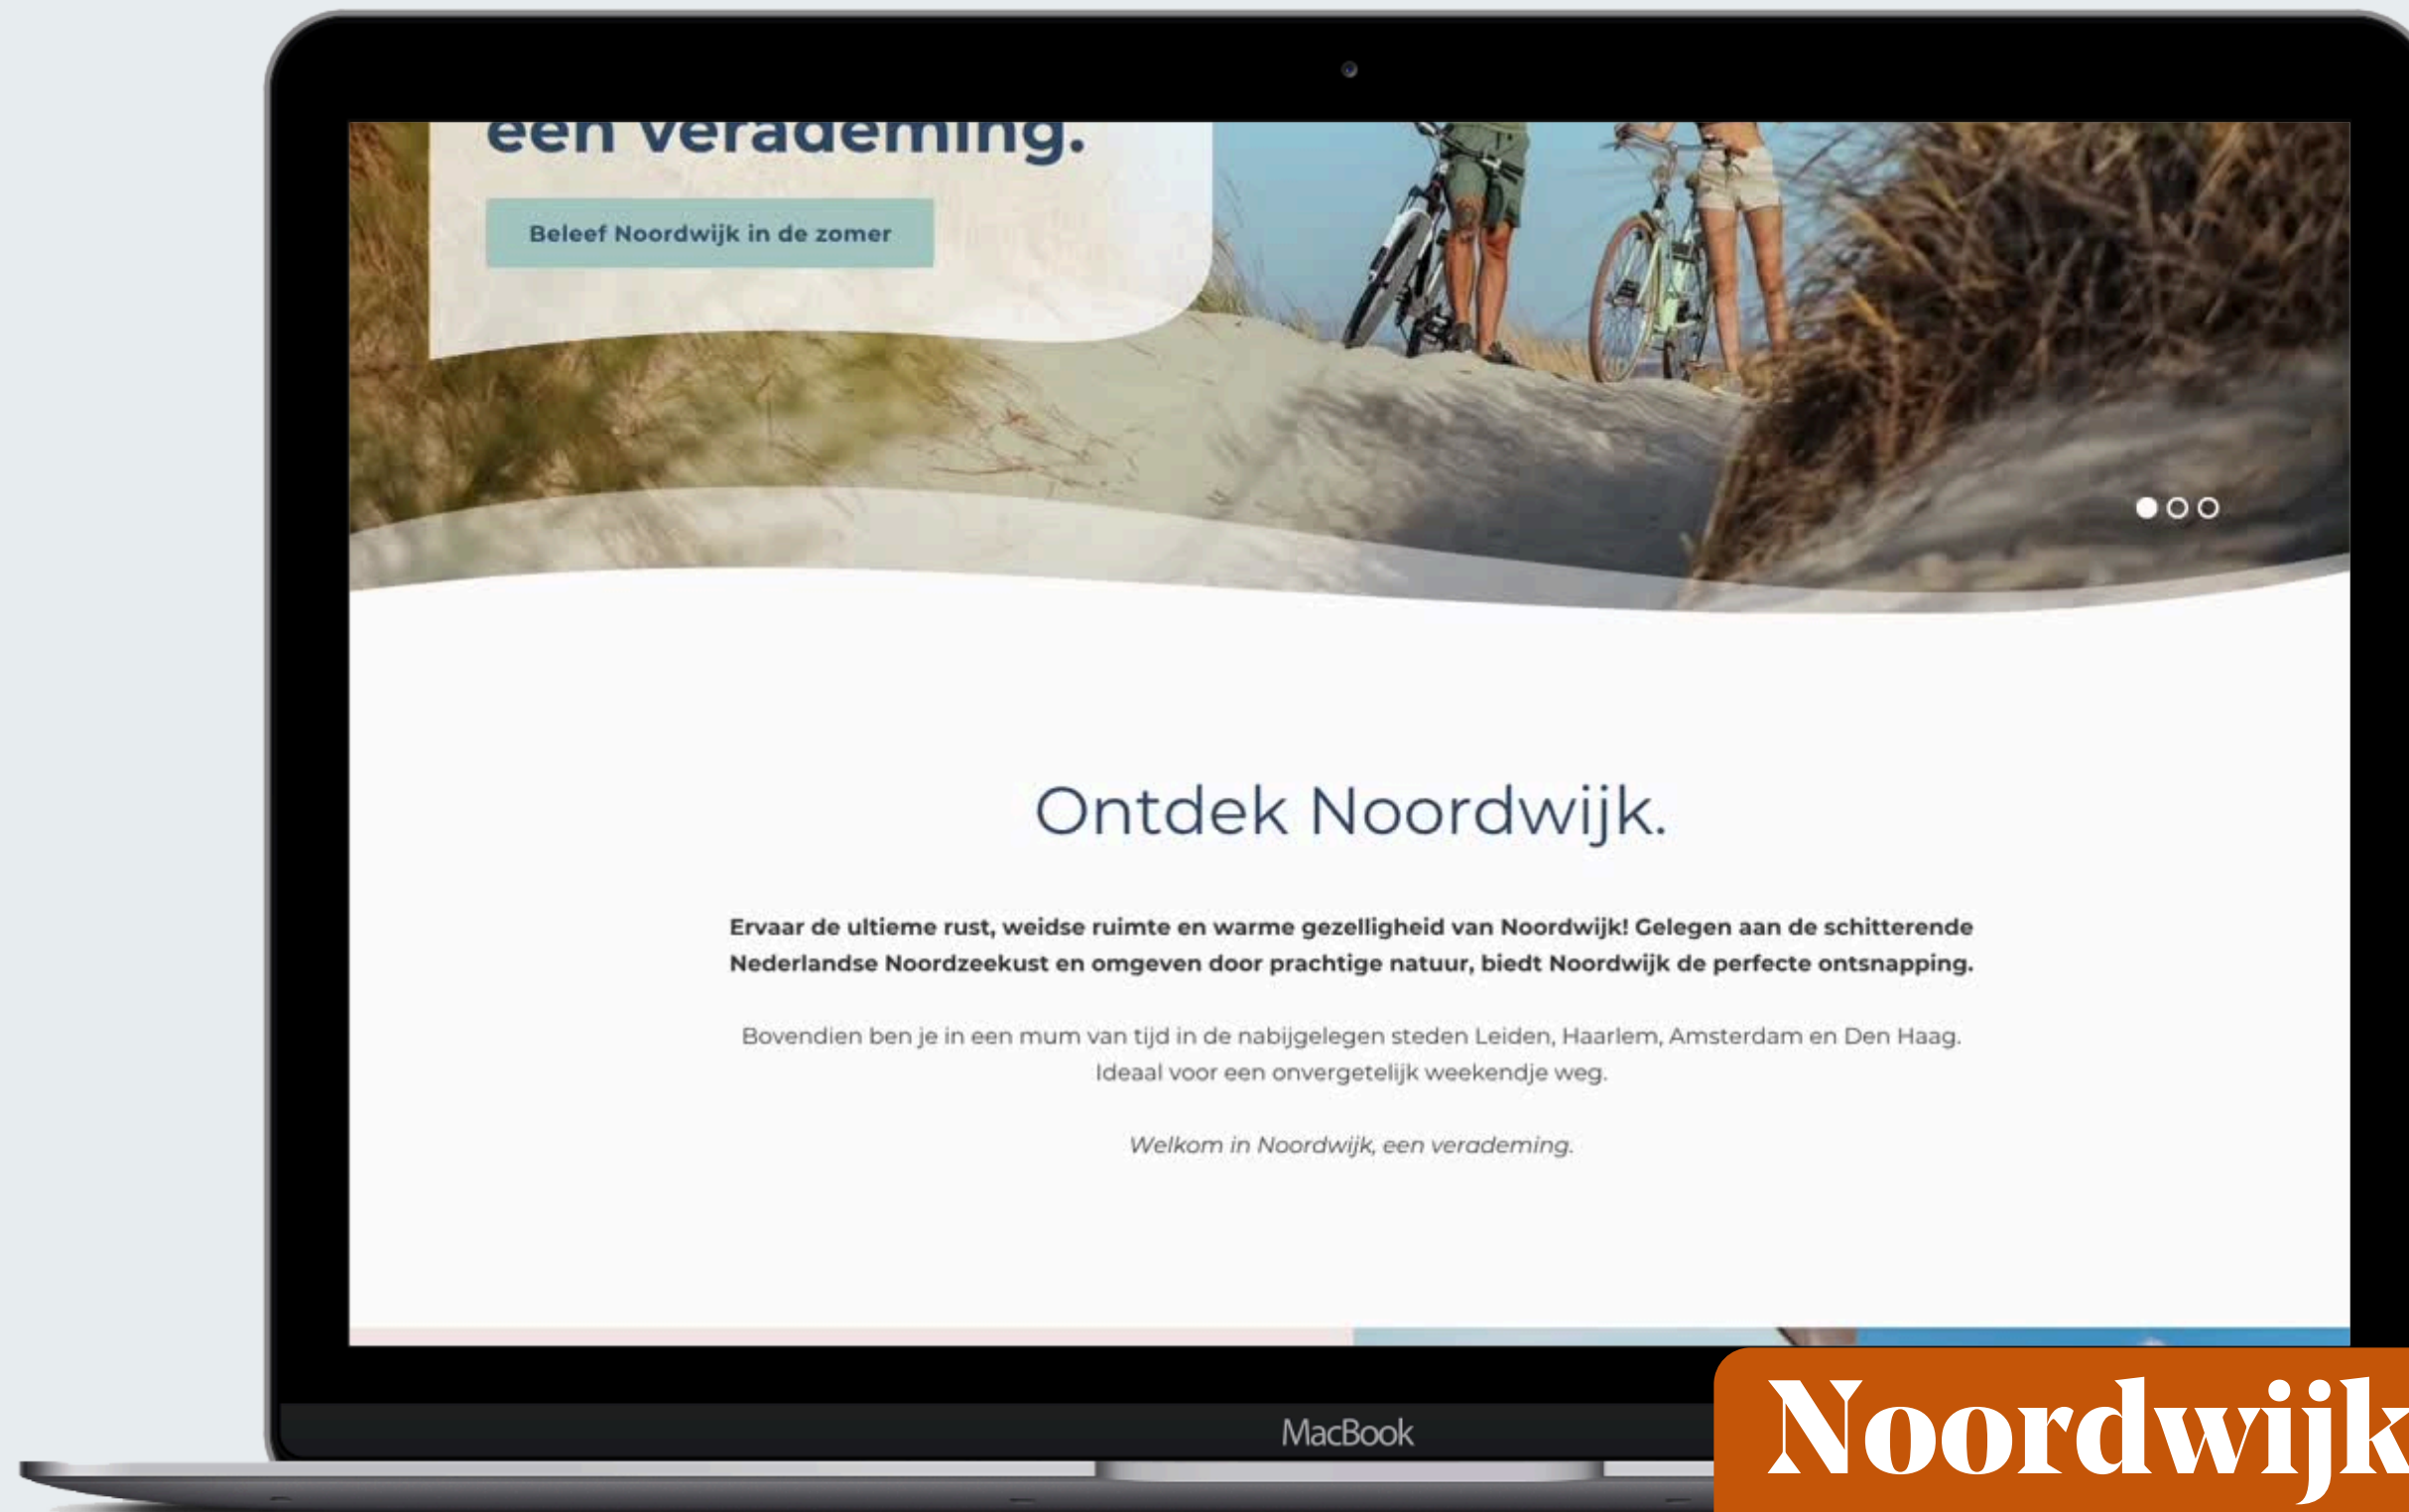 een verademing.
Beleef Noordwijk in de zomer
Ontdek Noordwijk.
Ervaar de ultieme rust, weidse ruimte en warme gezelligheid van Noordwijk! Gelegen aan de schitterende
Nederlandse Noordzeekust en omgeven door prachtige natuur, biedt Noordwijk de perfecte ontsnapping.
Bovendien ben je in een mum van tijd in de nabijgelegen steden Leiden, Haarlem, Amsterdam en Den Haag.
Ideaal voor een onvergetelijk weekendje weg.
Welkom in Noordwijk, een verademing.
MacBook
Noordwijk